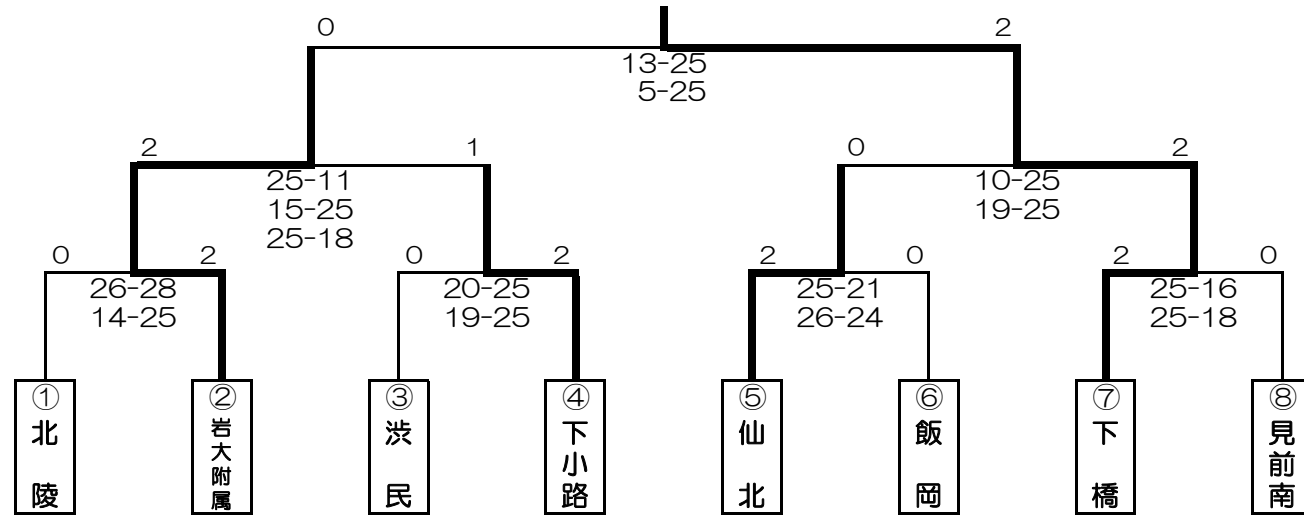 0 2
13-25
5-25
2 1 0 2
25-11 10-25
15-25 19-25
25-18
0 2 0 2 2 0 2 0
26-28 20-25 25-21 25-16
14-25 19-25 26-24 25-18
① 北陵
② 岩大附属
③ 渋民
④ 下小路
⑤ 仙北
⑥ 飯岡
⑦ 下橋
⑧ 見前南